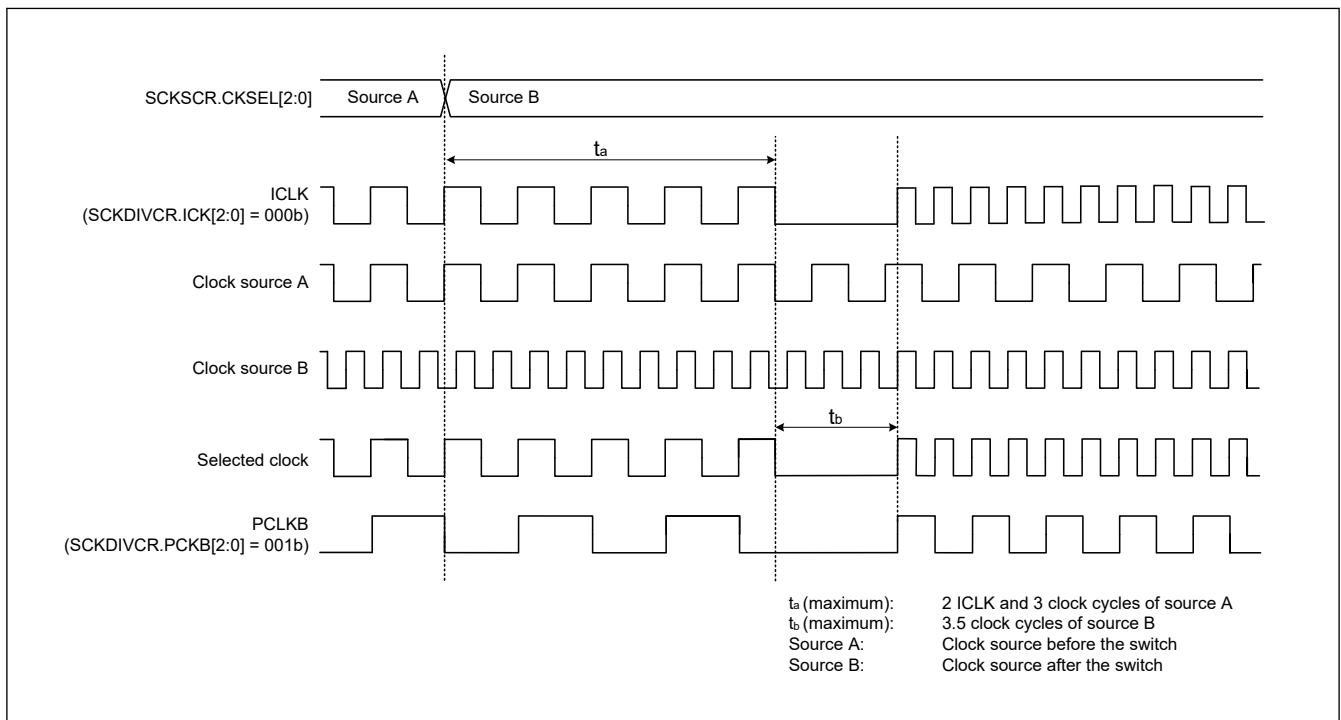 SCKSCR.CKSEL[2:0]
Source A
Source B
ta
ICLK
(SCKDIVCR.ICK[2:0] = 000b)
Clock source A
Clock source B
tb
Selected clock
PCLKB
(SCKDIVCR.PCKB[2:0] = 001b)
ta (maximum): 2 ICLK and 3 clock cycles of source A
tb (maximum): 3.5 clock cycles of source B
Source A: Clock source before the switch
Source B: Clock source after the switch